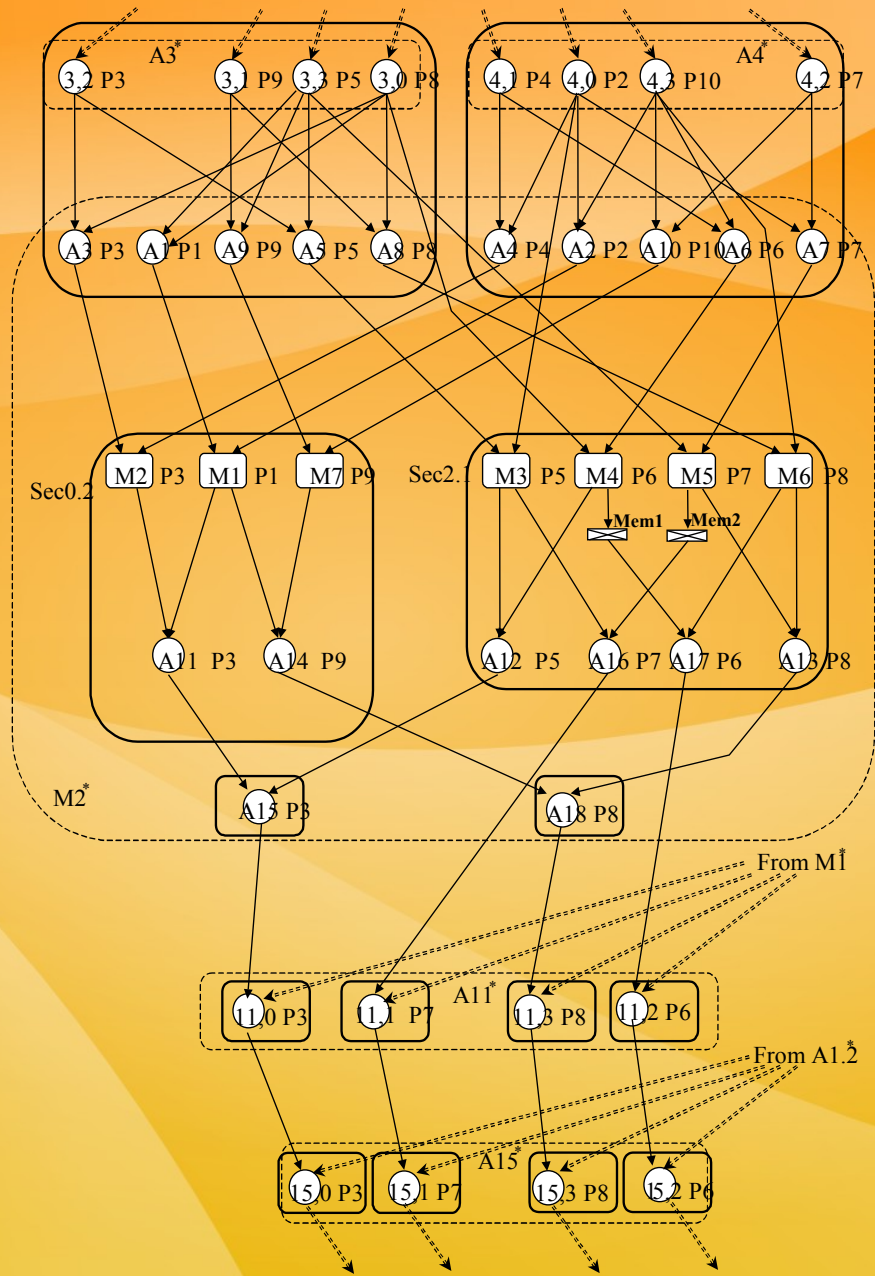 A3* A4*
3,2 P3 3,1 P9 3,3 P5 3,0 P8 4,1 P4 4,0 P2 4,3 P10 4,2 P7
A3 P3 A1 P1 A9 P9 A5 P5 A8 P8 A4 P4 A2 P2 A10 P10 A6 P6 A7 P7
Sec0.2 M2 P3 M1 P1 M7 P9 Sec2.1 M3 P5 M4 P6 M5 P7 M6 P8
Mem1 Mem2
A11 P3 A14 P9 A12 P5 A16 P7 A17 P6 A13 P8
M2* A15 P3 A18 P8
From M1*
A11*
11,0 P3 11,1 P7 11,3 P8 11,2 P6
From A1.2*
A15*
15,0 P3 15,1 P7 15,3 P8 15,2 P6